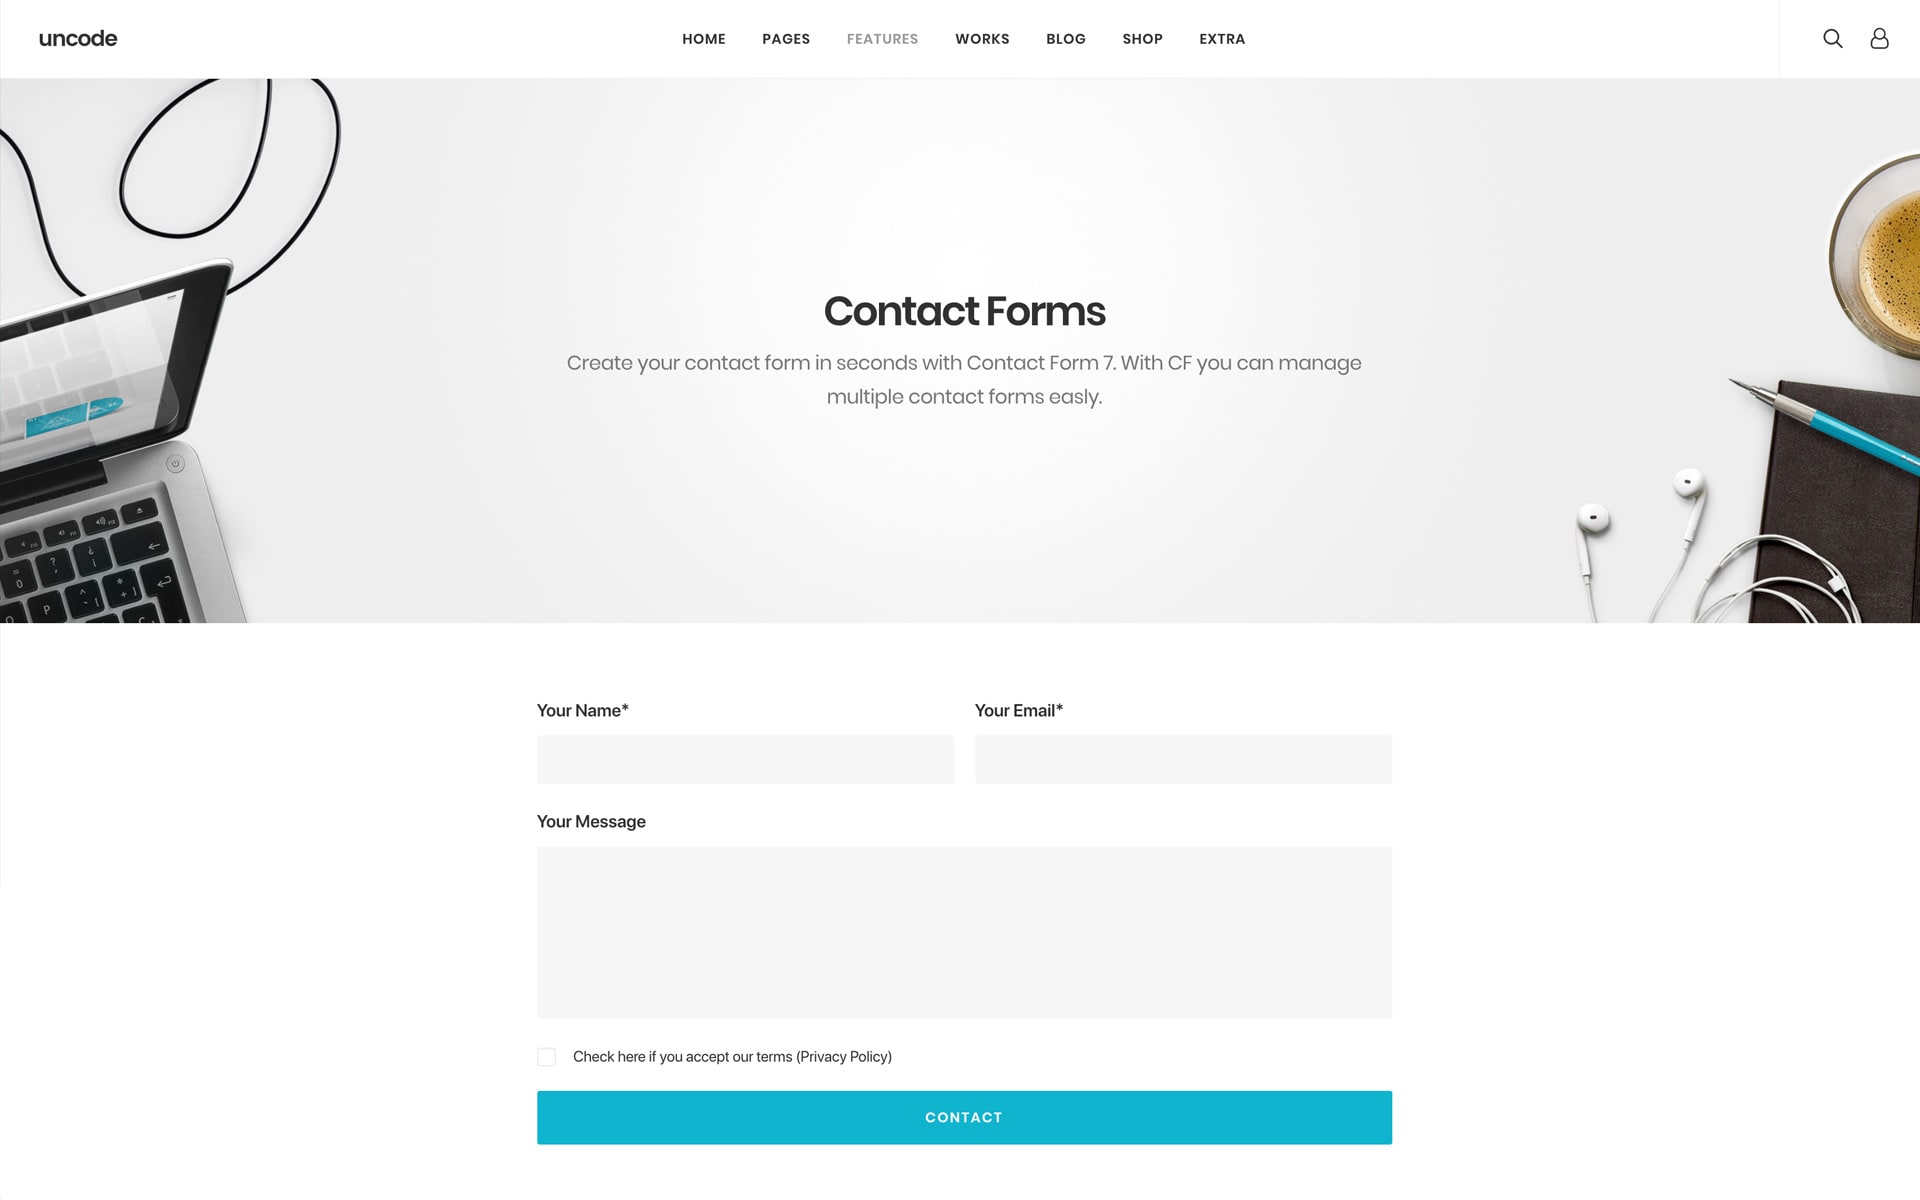 uncode
HOME PAGES FEATURES WORKS BLOG SHOP EXTRA
Contact Forms
Create your contact form in seconds with Contact Form 7. With CF you can manage
multiple contact forms easly.
Your Name* Your Email*
Your Message
Check here if you accept our terms (Privacy Policy)
CONTACT